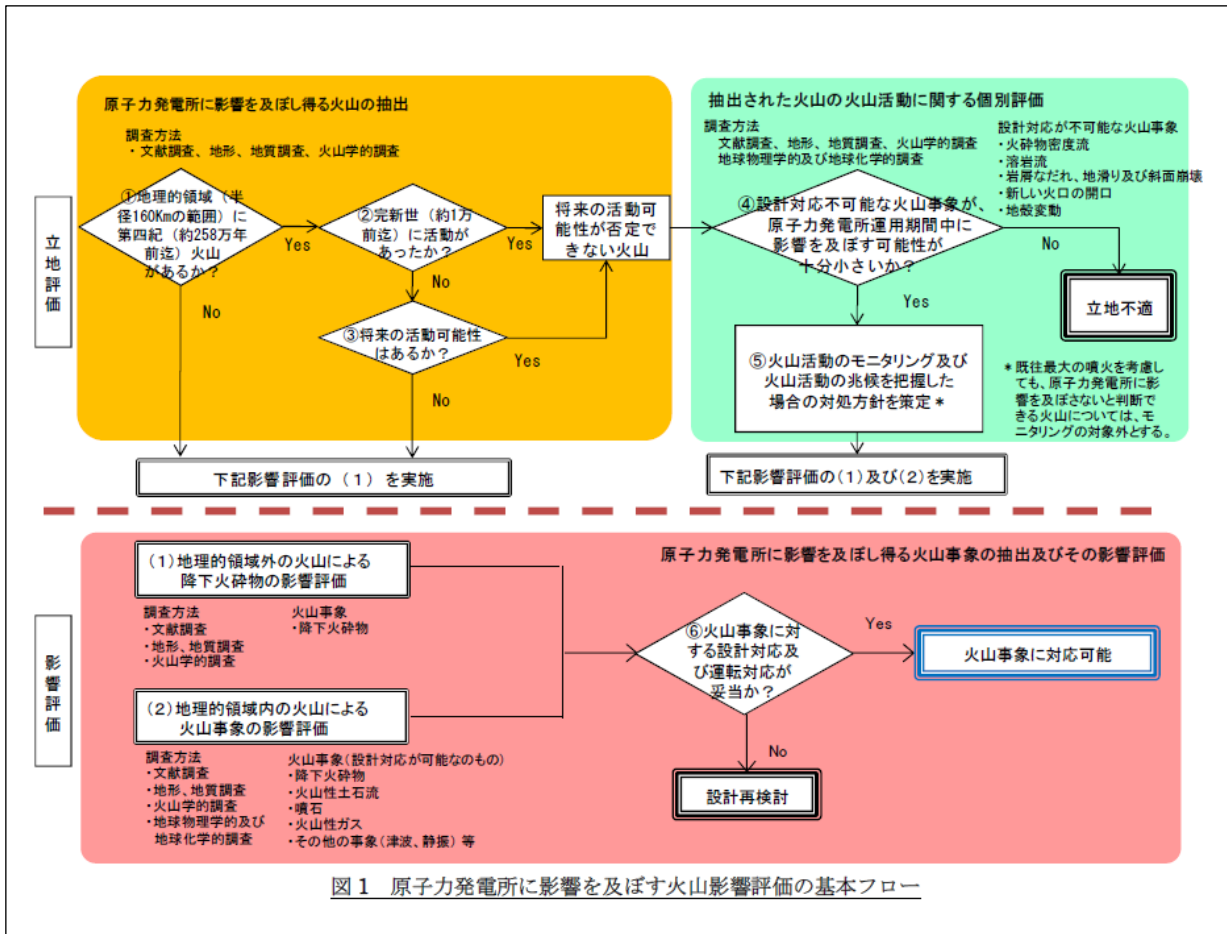 原子力発電所に影響を及ぼし得る火山の抽出
調査方法
・文献調査、地形、地質調査、火山学的調査
①地理的領域（半
径160Kmの範囲）に
第四紀（約258万年
前迄）火山
があるか？
Yes
No
②完新世（約1万
前迄）に活動が
あったか？
Yes
No
③将来の活動可能性
はあるか？
Yes
No
将来の活動可
能性が否定で
きない火山
抽出された火山の火山活動に関する個別評価
調査方法
文献調査、地形、地質調査、火山学的調査
地球物理学的及び地球化学的調査
設計対応が不可能な火山事象
・火砕物密度流
・溶岩流
・岩屑なだれ、地滑り及び斜面崩壊
・新しい火口の開口
・地殻変動
④設計対応不可能な火山事象が、
原子力発電所運用期間中に
影響を及ぼす可能性が
十分小さいか？
No
Yes
立地不適
⑤火山活動のモニタリング及び
火山活動の兆候を把握した
場合の対処方針を策定＊
＊既往最大の噴火を考慮し
ても、原子力発電所に影
響を及ぼさないと判断で
きる火山については、モ
ニタリングの対象外とする。
立地評価
下記影響評価の（１）を実施
下記影響評価の(１)及び(２)を実施
影響評価
原子力発電所に影響を及ぼし得る火山事象の抽出及びその影響評価
（１）地理的領域外の火山による
降下火砕物の影響評価
調査方法
・文献調査
・地形、地質調査
・火山学的調査
火山事象
・降下火砕物
（２）地理的領域内の火山による
火山事象の影響評価
調査方法
・文献調査
・地形、地質調査
・火山学的調査
・地球物理学的及び
地球化学的調査
火山事象（設計対応が可能なのもの）
・降下火砕物
・火山性土石流
・噴石
・火山性ガス
・その他の事象（津波、静振）等
⑥火山事象に対
する設計対応及
び運転対応が
妥当か？
Yes
No
火山事象に対応可能
設計再検討
図１　原子力発電所に影響を及ぼす火山影響評価の基本フロー